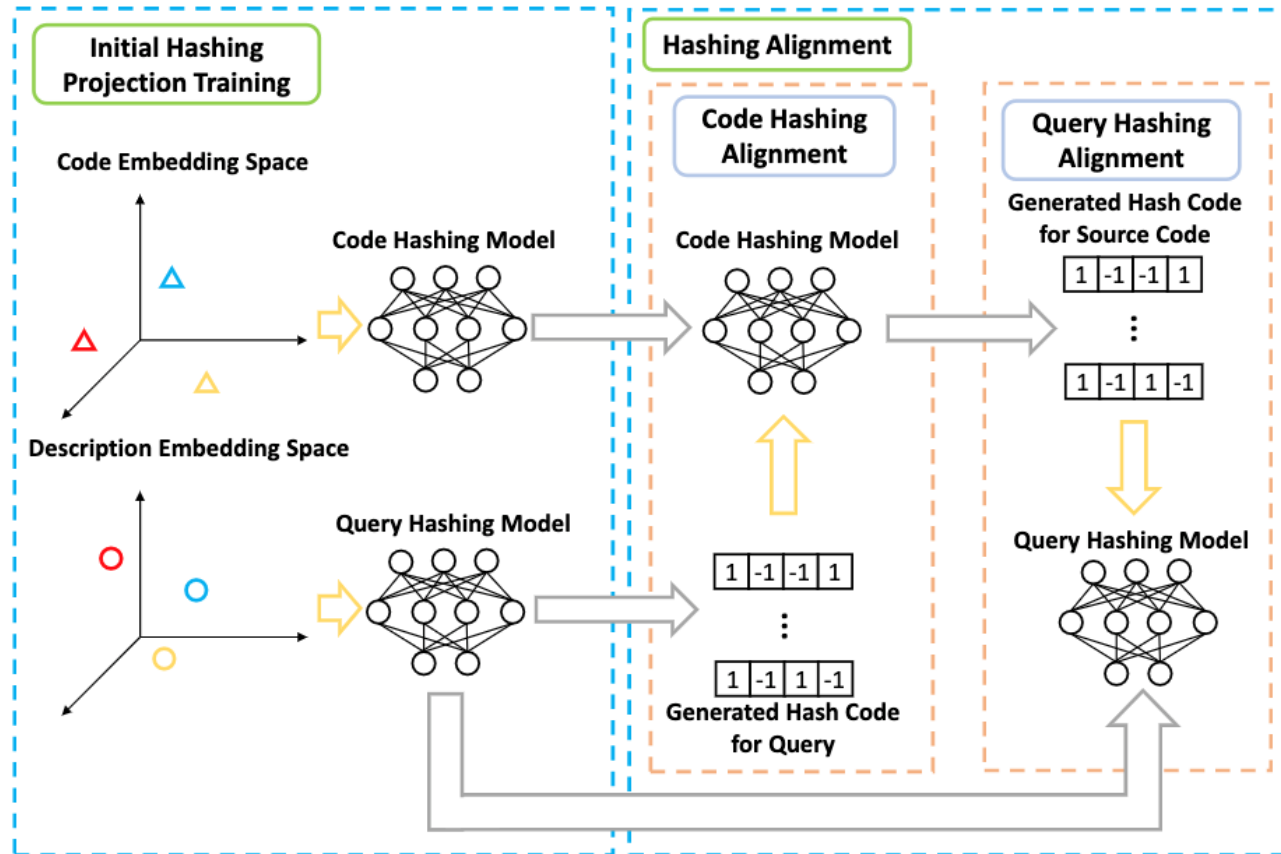 Initial Hashing
Projection Training
Code Embedding Space
Code Hashing Model
Description Embedding Space
Query Hashing Model
Hashing Alignment
Code Hashing
Alignment
Code Hashing Model
1 -1 -1 1
⋮
1 -1 1 -1
Generated Hash Code
for Query
Query Hashing
Alignment
Generated Hash Code
for Source Code
1 -1 -1 1
⋮
1 -1 1 -1
Query Hashing Model